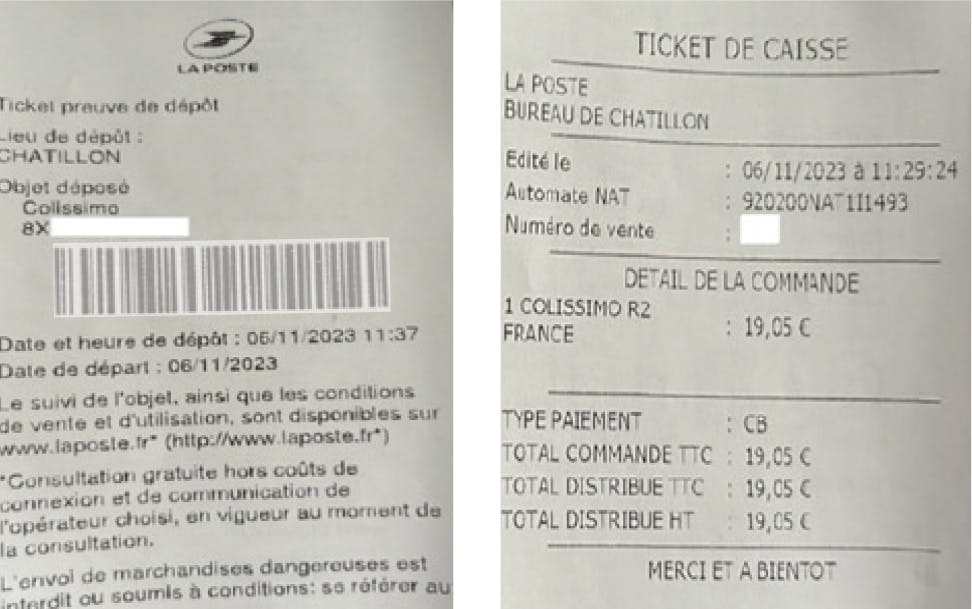 LA POSTE
Ticket preuve de dépôt
Lieu de dépôt :
CHATILLON
Objet déposé
Colissimo
8X
Date et heure de dépôt : 06/11/2023 11:37
Date de départ : 06/11/2023
Le suivi de l'objet, ainsi que les conditions
de vente et d'utilisation, sont disponibles sur
www.laposte.fr* (http://www.laposte.fr*)
*Consultation gratuite hors coûts de
connexion et de communication de
l'opérateur choisi, en vigueur au moment de
la consultation.
L'envoi de marchandises dangereuses est
interdit ou soumis à conditions: se référer au
TICKET DE CAISSE
LA POSTE
BUREAU DE CHATILLON
Edité le : 06/11/2023 à 11:29:24
Automate NAT : 920200NAT1I1493
Numéro de vente :
DETAIL DE LA COMMANDE
1 COLISSIMO R2
FRANCE : 19,05 €
TYPE PAIEMENT : CB
TOTAL COMMANDE TTC : 19,05 €
TOTAL DISTRIBUE TTC : 19,05 €
TOTAL DISTRIBUE HT : 19,05 €
MERCI ET A BIENTOT